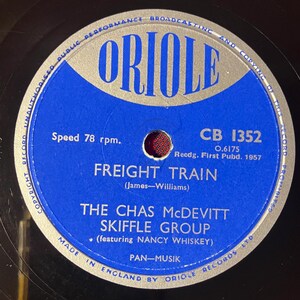 COPYRIGHT RECORD UNAUTHORISED PUBLIC PERFORMANCE BROADCASTING AND COPYING OF THIS RECORD
ORIOLE
Speed 78 rpm.
CB 1352
O.6175
Recdg. First Pubd. 1957
FREIGHT TRAIN
(James—Williams)
THE CHAS McDEVITT
SKIFFLE GROUP
★ (featuring NANCY WHISKEY)
PAN—MUSIK
MADE IN ENGLAND BY ORIOLE RECORDS LTD.